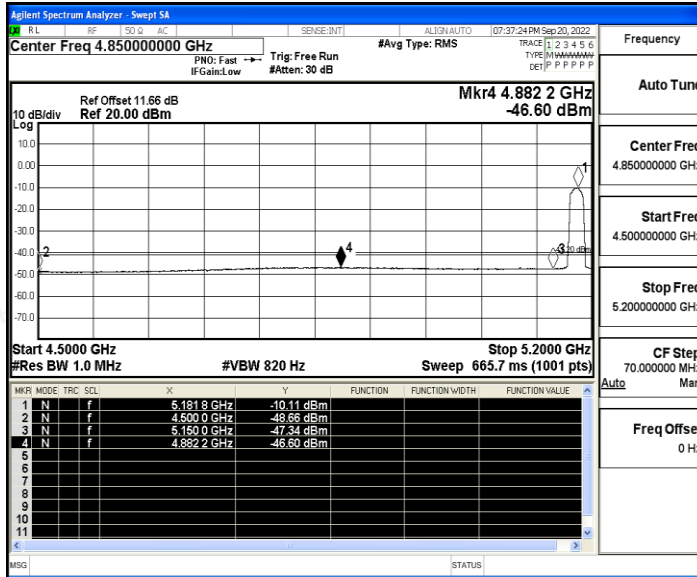 Agilent Spectrum Analyzer - Swept SA
LXI RL RF 50 Ω AC SENSE:INT ALIGN AUTO 07:37:24 PM Sep 20, 2022
Center Freq 4.850000000 GHz
PNO: Fast
IFGain:Low
Trig: Free Run
#Atten: 30 dB
#Avg Type: RMS
TRACE 1 2 3 4 5 6
TYPE M WWWWW
DET P P P P P P
Ref Offset 11.66 dB
10 dB/div Ref 20.00 dBm
Log
Mkr4 4.882 2 GHz
-46.60 dBm
10.0
0.00
-10.0
-20.0
-30.0
-40.0
-50.0
-60.0
-70.0
1
2
3
4
Start 4.5000 GHz
#Res BW 1.0 MHz
#VBW 820 Hz
Stop 5.2000 GHz
Sweep 665.7 ms (1001 pts)
MKR MODE TRC SCL X Y FUNCTION FUNCTION WIDTH FUNCTION VALUE
1 N f 5.181 8 GHz -10.11 dBm
2 N f 4.500 0 GHz -48.66 dBm
3 N f 5.150 0 GHz -47.34 dBm
4 N f 4.882 2 GHz -46.60 dBm
5
6
7
8
9
10
11
MSG STATUS
Frequency
Auto Tune
Center Freq
4.850000000 GHz
Start Freq
4.500000000 GHz
Stop Freq
5.200000000 GHz
CF Step
70.000000 MHz
Auto Man
Freq Offset
0 Hz